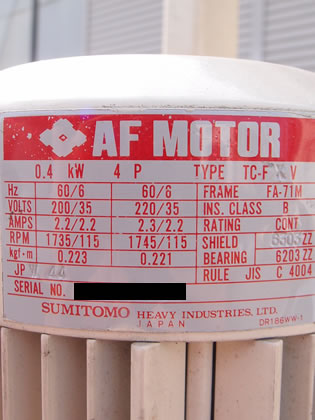 AF MOTOR
0.4 kW 4 P TYPE TC-F V
Hz 60/6 60/6 FRAME FA-71M
VOLTS 200/35 220/35 INS. CLASS B
AMPS 2.2/2.2 2.3/2.2 RATING CONT
RPM 1735/115 1745/115 SHIELD 6303ZZ
kgf·m 0.223 0.221 BEARING 6203ZZ
JP 44 RULE JIS C 4004
SERIAL NO.
SUMITOMO HEAVY INDUSTRIES, LTD.
JAPAN
DR186WW-1